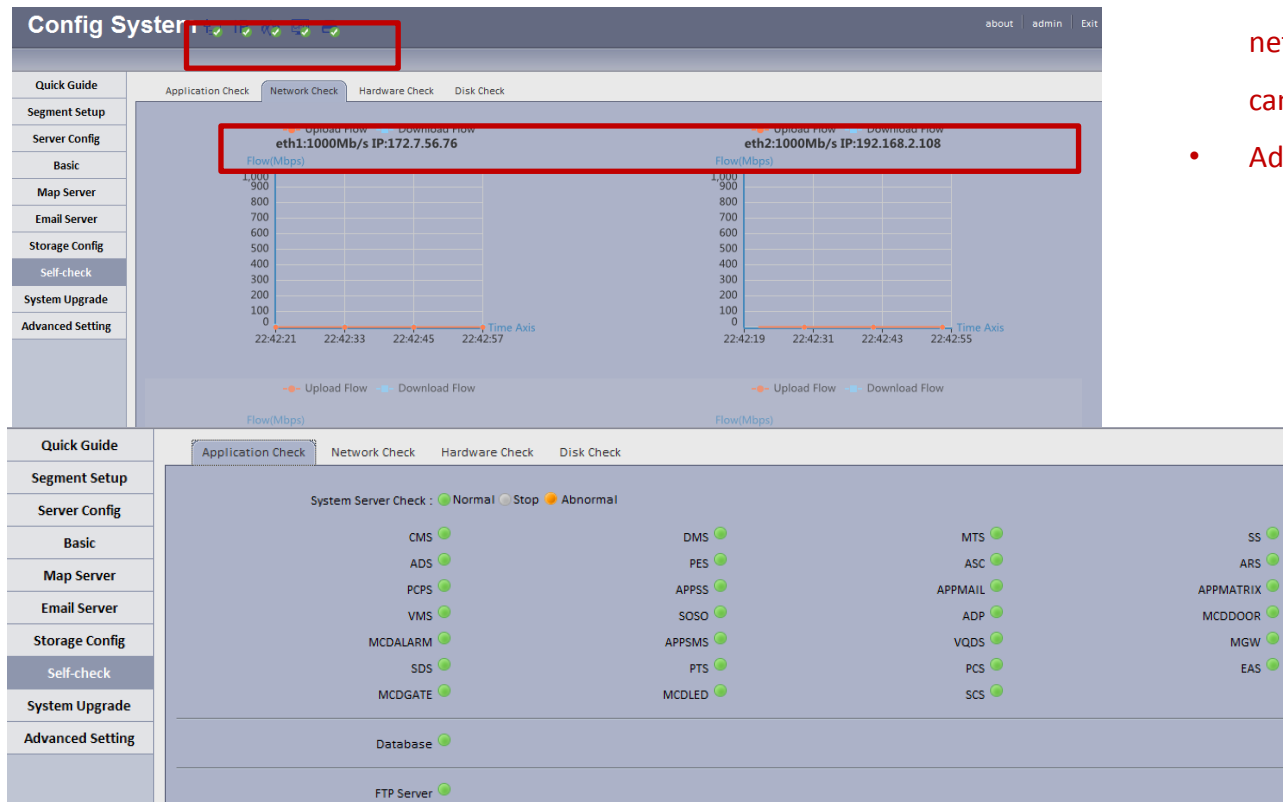 Config System
about admin Exit
Quick Guide
Segment Setup
Server Config
Basic
Map Server
Email Server
Storage Config
Self-check
System Upgrade
Advanced Setting
Application Check Network Check Hardware Check Disk Check
Upload Flow Download Flow
eth1:1000Mb/s IP:172.7.56.76
Flow(Mbps)
1,000
900
800
700
600
500
400
300
200
100
0
Time Axis
22:42:21 22:42:33 22:42:45 22:42:57
Upload Flow Download Flow
eth2:1000Mb/s IP:192.168.2.108
Flow(Mbps)
1,000
900
800
700
600
500
400
300
200
100
0
Time Axis
22:42:19 22:42:31 22:42:43 22:42:55
Upload Flow Download Flow
Flow(Mbps)
Upload Flow Download Flow
Flow(Mbps)
• Ad
Quick Guide
Segment Setup
Server Config
Basic
Map Server
Email Server
Storage Config
Self-check
System Upgrade
Advanced Setting
Application Check Network Check Hardware Check Disk Check
System Server Check : Normal Stop Abnormal
CMS DMS MTS SS
ADS PES ASC ARS
PCPS APPSS APPMAIL APPMATRIX
VMS SOSO ADP MCDDOOR
MCDALARM APPSMS VQDS MGW
SDS PTS PCS EAS
MCDGATE MCDLED SCS
Database
FTP Server